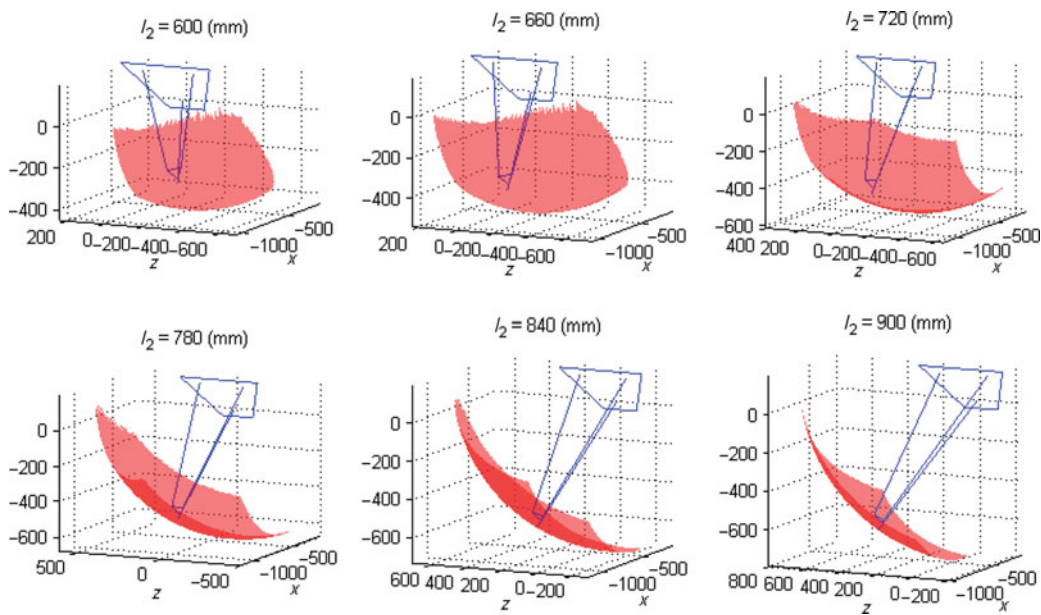 l₂ = 600 (mm)
l₂ = 660 (mm)
l₂ = 720 (mm)
0
−200
−400
200
0−200−400−600
−1000
−500
z
x
0
−200
−400
200
0−200−400−600
−1000
−500
z
x
0
−200
−400
−600
400 200
0−200−400−600
−1000
−500
z
x
l₂ = 780 (mm)
l₂ = 840 (mm)
l₂ = 900 (mm)
0
−200
−400
−600
500
0
−500
−1000
−500
z
x
0
−200
−400
−600
600 400 200
0−200
−1000
−500
z
x
0
−200
−400
−600
800 600 400 200
0−200
−1000
−500
z
x